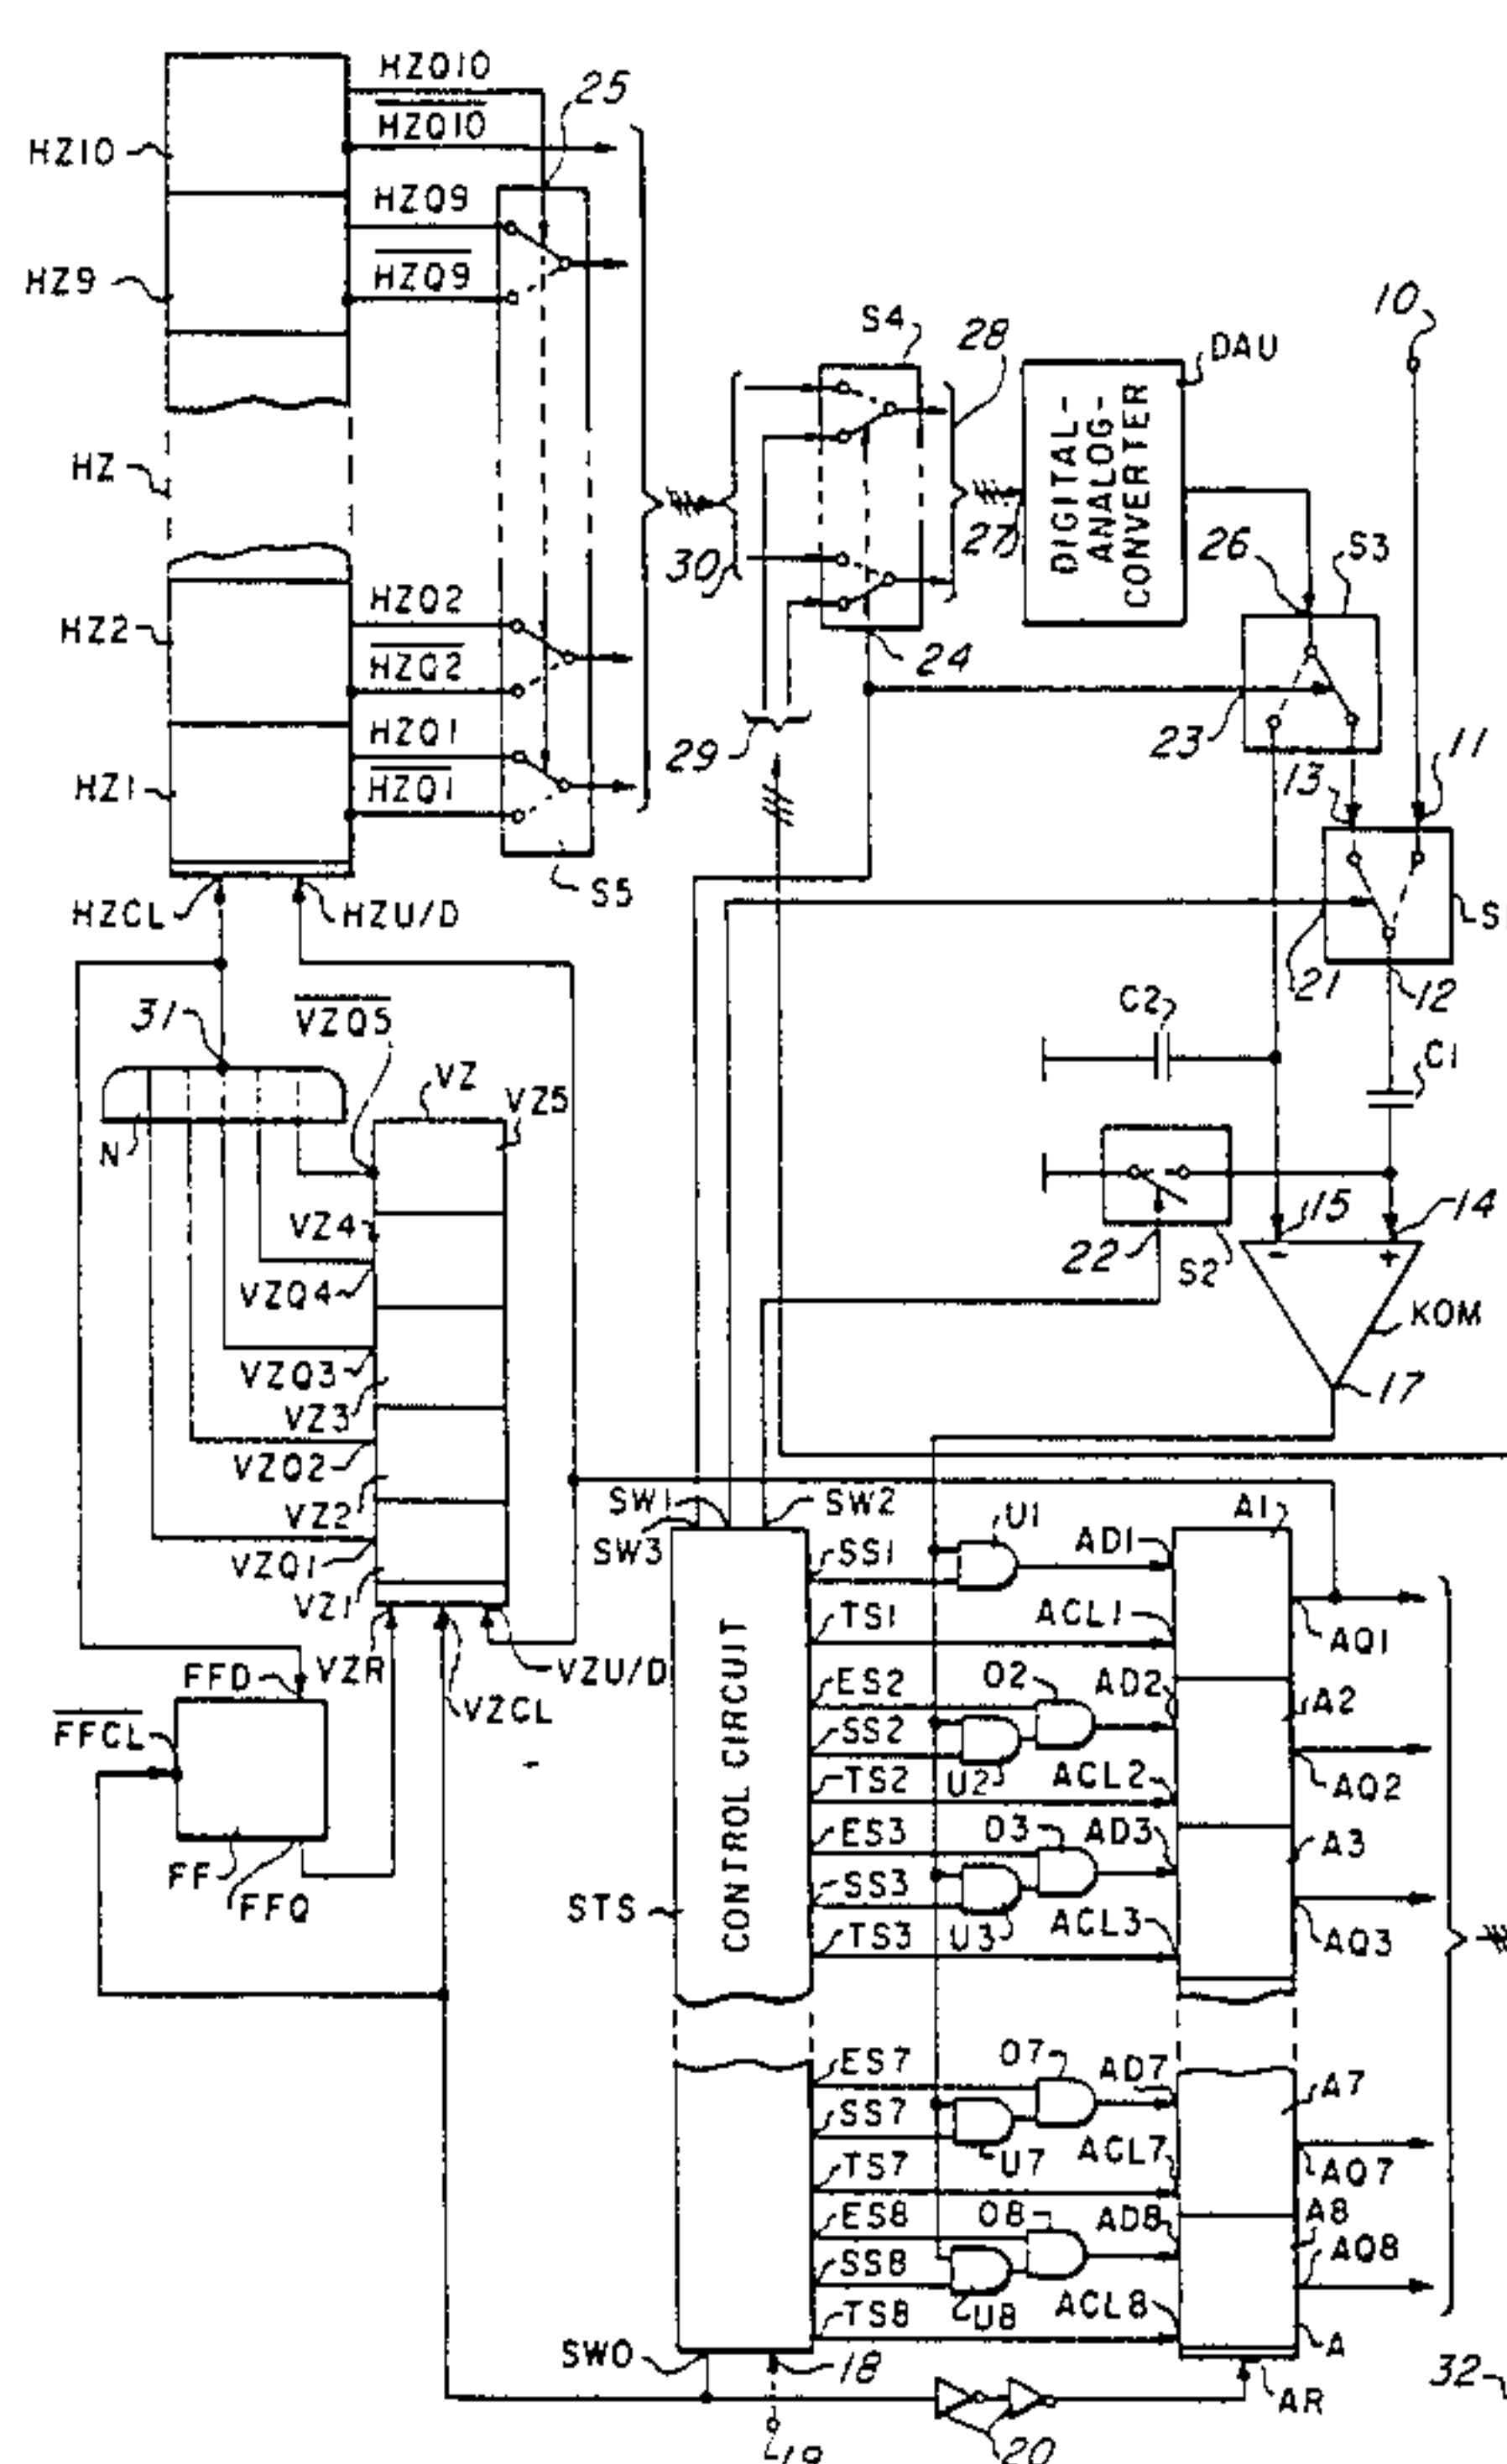 HZQ10
25
HZQ10
HZ10
HZQ9
HZQ9
HZ9
10
S4
28
DAU
DIGITAL-
ANALOG-
CONVERTER
HZ
26
S3
30
27
HZQ2
HZ2
24
HZQ2
HZQ1
23
29
11
HZ1
HZQ1
13
S5
HZCL
HZU/D
21
12
31
VZQ5
C2
C1
VZ
VZ5
N
15
14
VZ4
22
S2
VZQ4
- +
KOM
VZQ3
17
VZ3
VZQ2
SW1
SW2
A1
VZ2
SW3
U1
AD1
VZQ1
SS1
VZ1
TS1
ACL1
AQ1
VZR
VZU/D
FFD
VZCL
ES2
O2
AD2
A2
FFCL
SS2
U2
ACL2
AQ2
TS2
CONTROL CIRCUIT
ES3
O3
AD3
A3
FF
FFQ
STS
SS3
U3
ACL3
AQ3
TS3
ES7
O7
AD7
A7
SS7
U7
ACL7
AQ7
TS7
ES8
O8
AD8
A8
SS8
AQ8
U8
ACL8
TS8
A
SWO
18
32
AR
20